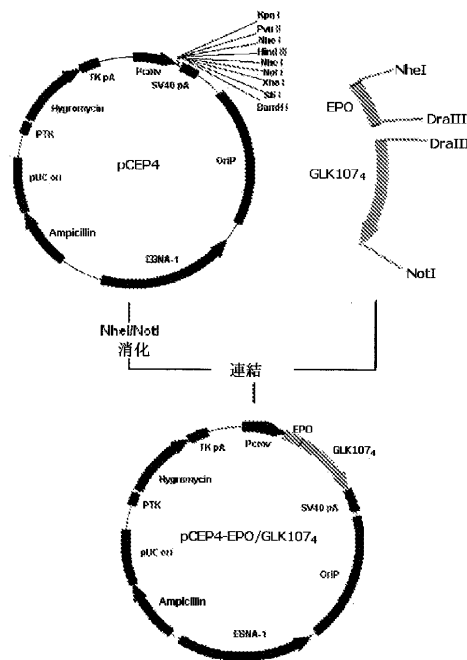 Kpn I
Pvu II
Nhe I
Hind III
Nhe I
Not I
Xho I
Sfi I
BamH I
TK pA
Pcmv
SV40 pA
Hygromycin
PTK
pCEP4
OriP
pUC ori
Ampicillin
EBNA-1
NheI
EPO
DraIII
DraIII
GLK107₄
NotI
NheI/NotI
消化
連結
TK pA
Pcmv
EPO
GLK107₄
Hygromycin
SV40 pA
PTK
pCEP4-EPO/GLK107₄
pUC ori
OriP
Ampicillin
EBNA-1